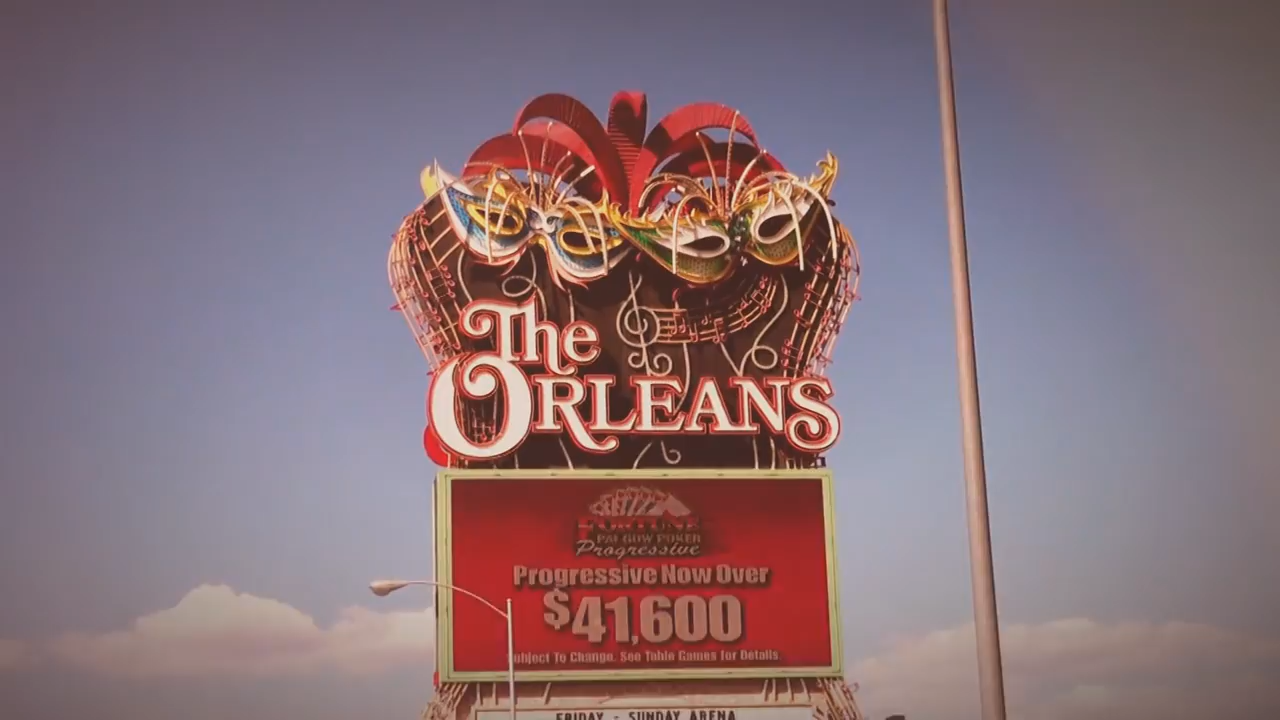 The
ORLEANS
FORTUNE
PAI GOW POKER
Progressive
Progressive Now Over
$41,600
Subject To Change. See Table Games for Details.
FRIDAY - SUNDAY ARENA